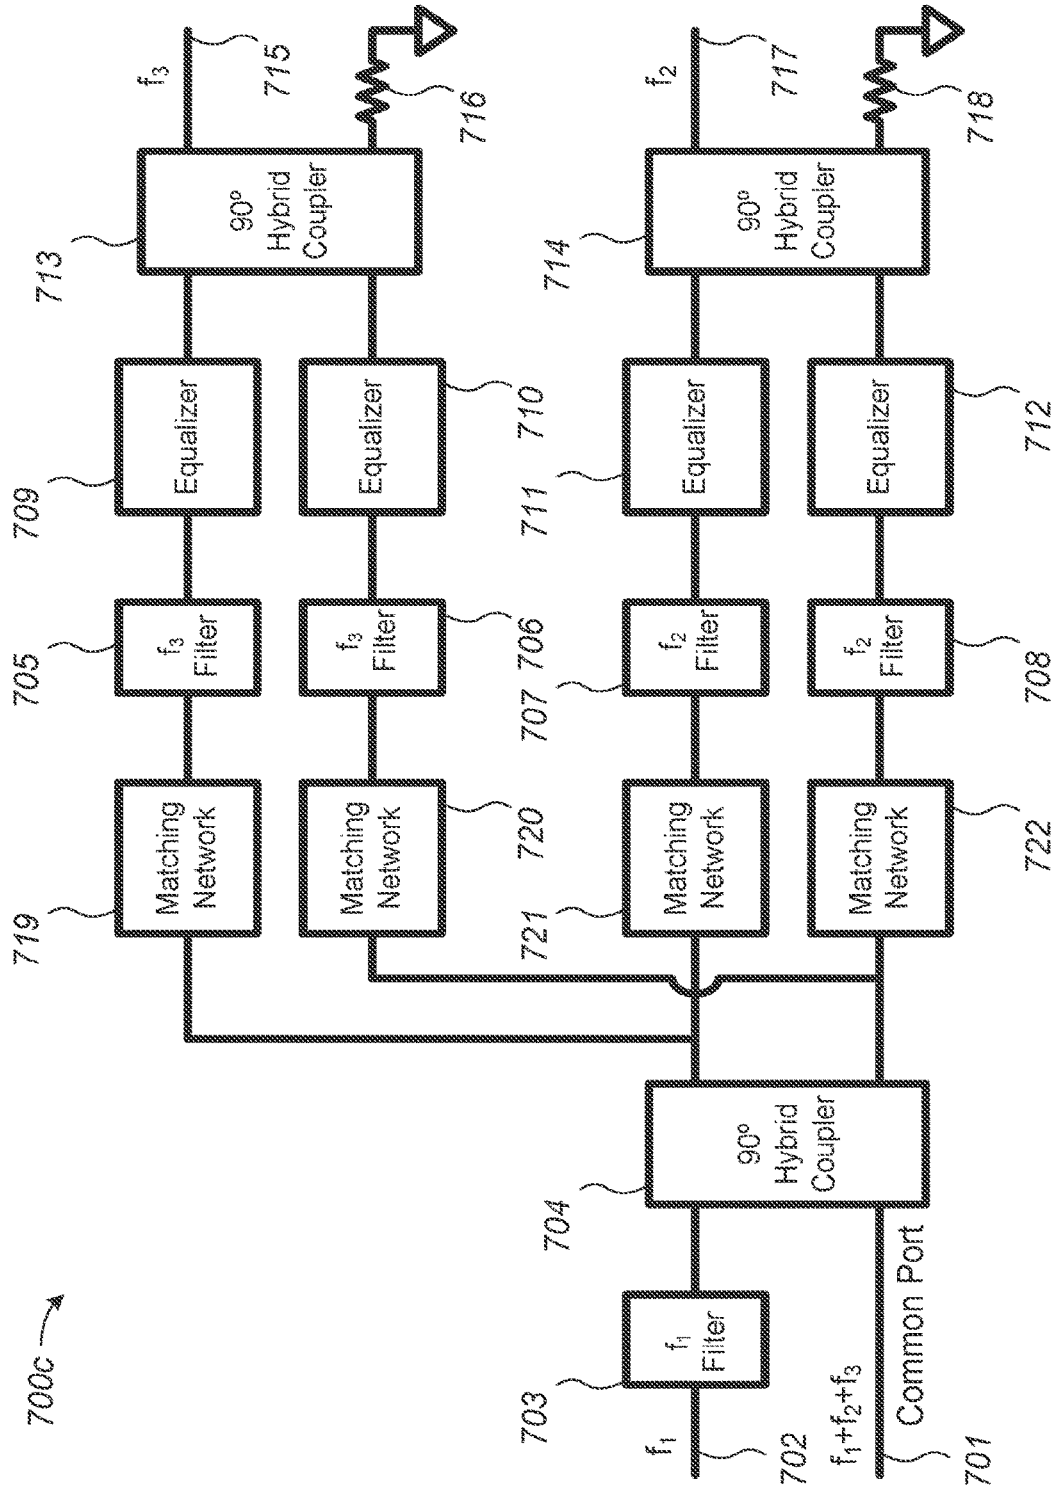 700c
f₁
702
703
f₁
Filter
f₁+f₂+f₃
701
Common Port
704
90º
Hybrid
Coupler
719
Matching
Network
720
Matching
Network
721
Matching
Network
722
Matching
Network
705
f₃
Filter
706
f₃
Filter
707
f₂
Filter
708
f₂
Filter
709
Equalizer
710
Equalizer
711
Equalizer
712
Equalizer
713
90º
Hybrid
Coupler
714
90º
Hybrid
Coupler
f₃
715
716
f₂
717
718